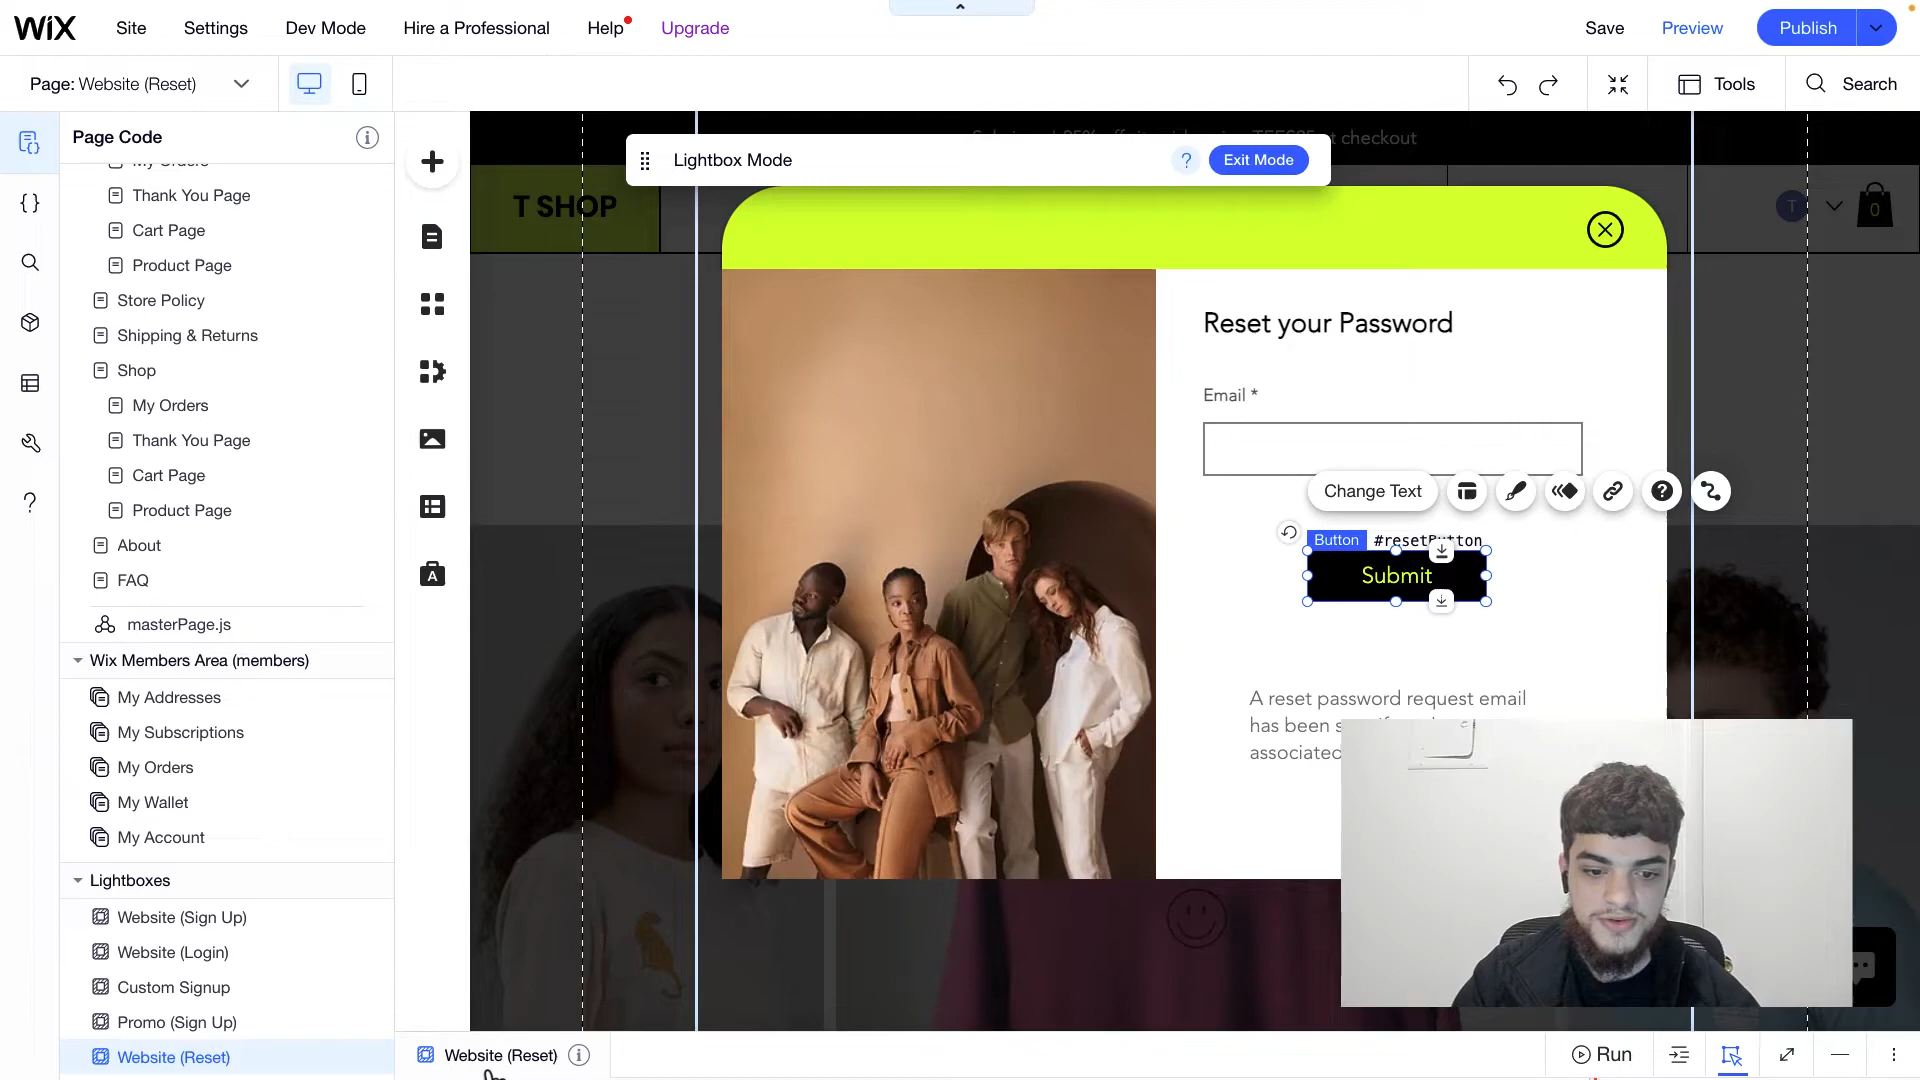 WiX
Site
Settings
Dev Mode
Hire a Professional
Help
Upgrade
Save
Preview
Publish
Page: Website (Reset)
Tools
Search
Page Code
My Orders
Thank You Page
Cart Page
Product Page
Store Policy
Shipping & Returns
Shop
My Orders
Thank You Page
Cart Page
Product Page
About
FAQ
masterPage.js
Wix Members Area (members)
My Addresses
My Subscriptions
My Orders
My Wallet
My Account
Lightboxes
Website (Sign Up)
Website (Login)
Custom Signup
Promo (Sign Up)
Website (Reset)
checkout
Lightbox Mode
?
Exit Mode
T SHOP
T
0
Reset your Password
Email *
Change Text
Button #resetButton
Submit
A reset password request email
has been
associated
Website (Reset)
Run